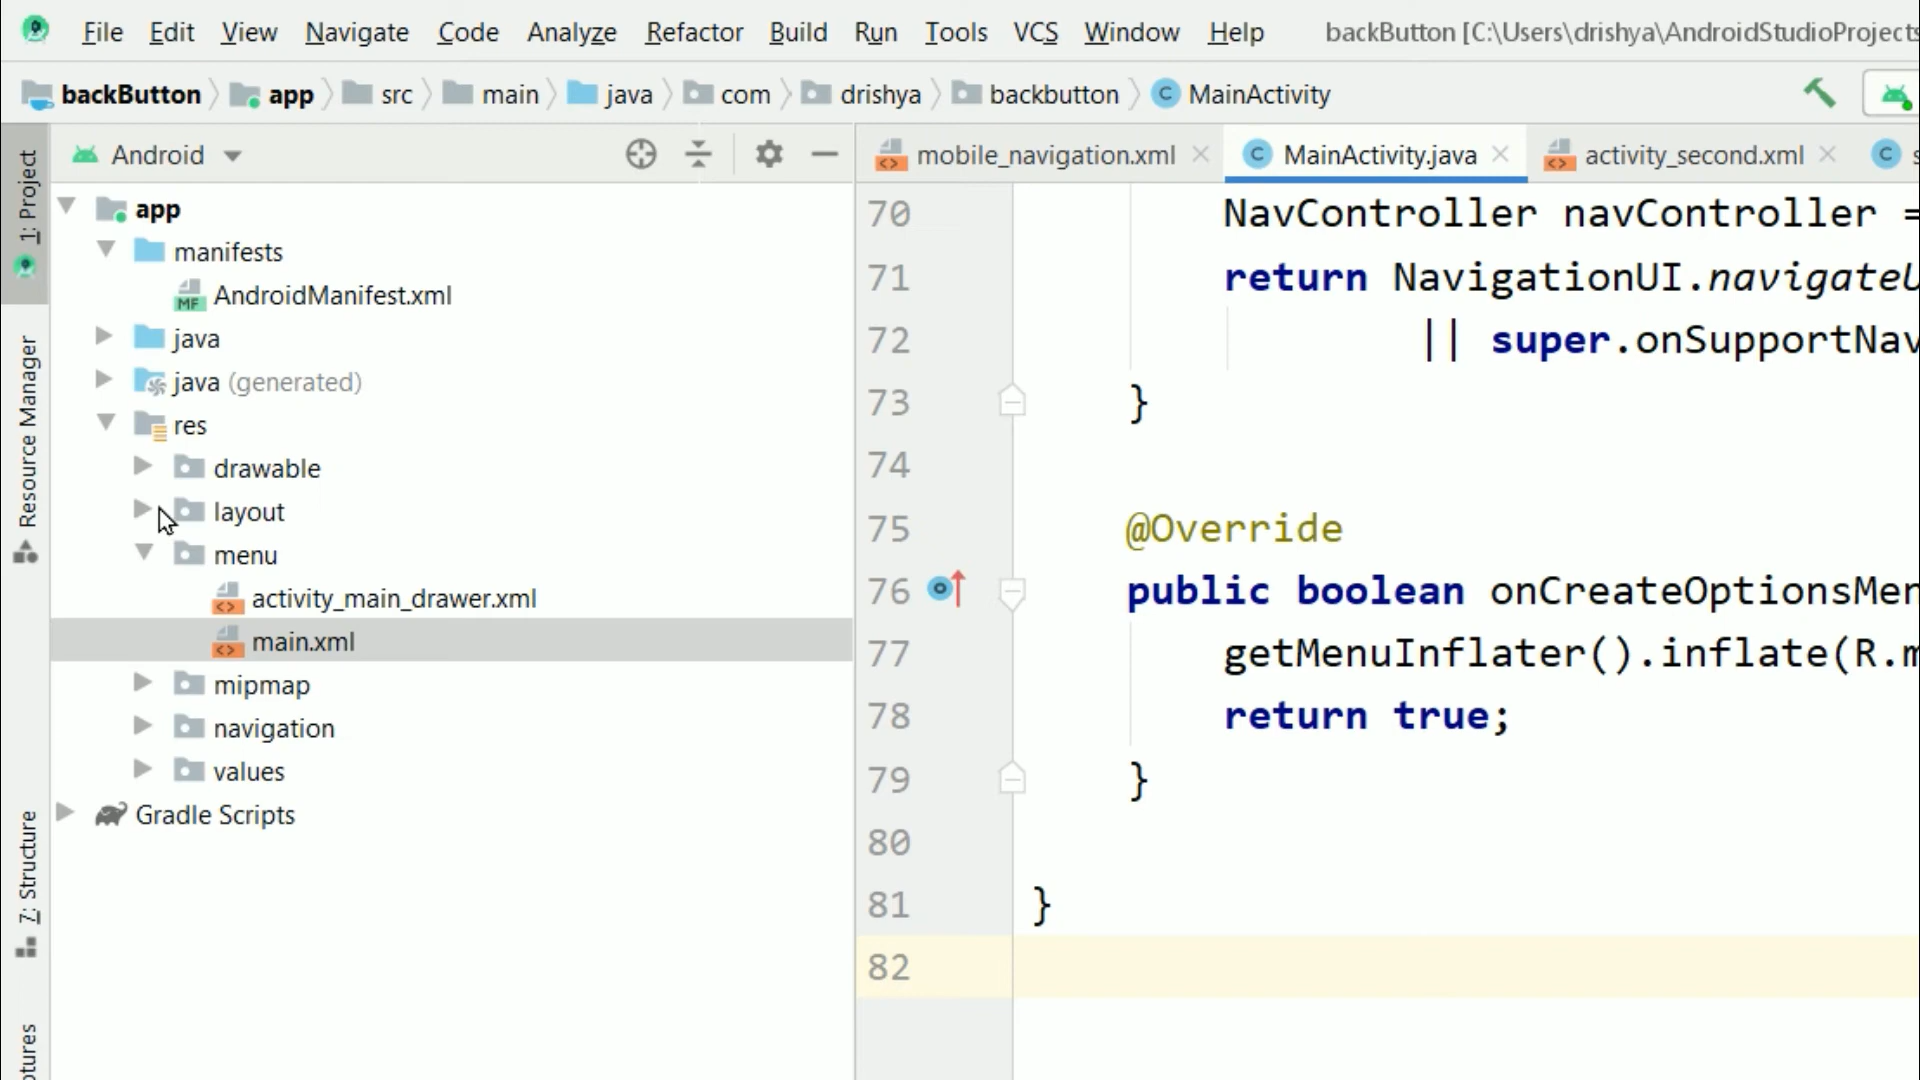 File Edit View Navigate Code Analyze Refactor Build Run Tools VCS Window Help backButton [C:\Users\drishya\AndroidStudioProjects
backButton app src main java com drishya backbutton MainActivity
1: Project
Resource Manager
7: Structure
Android
app
manifests
AndroidManifest.xml
java
java (generated)
res
drawable
layout
menu
activity_main_drawer.xml
main.xml
mipmap
navigation
values
Gradle Scripts
mobile_navigation.xml MainActivity.java activity_second.xml
70 NavController navController =
71 return NavigationUI.navigateU
72 || super.onSupportNav
73 }
74
75 @Override
76 public boolean onCreateOptionsMen
77 getMenuInflater().inflate(R.m
78 return true;
79 }
80
81 }
82